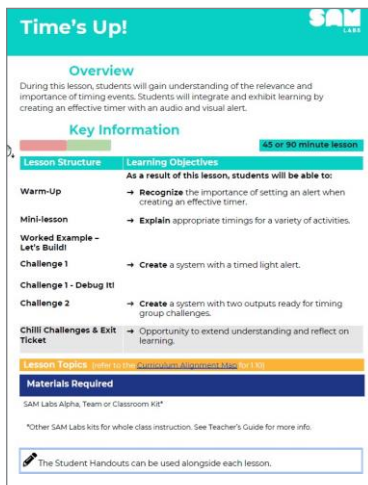 Time's Up!
SAM
LABS
Overview
During this lesson, students will gain understanding of the relevance and
importance of timing events. Students will integrate and exhibit learning by
creating an effective timer with an audio and visual alert.
Key Information
45 or 90 minute lesson
Lesson Structure Learning Objectives
As a result of this lesson, students will be able to:
Warm-Up → Recognize the importance of setting an alert when
creating an effective timer.
Mini-lesson → Explain appropriate timings for a variety of activities.
Worked Example –
Let's Build!
Challenge 1 → Create a system with a timed light alert.
Challenge 1 - Debug It!
Challenge 2 → Create a system with two outputs ready for timing
group challenges.
Chilli Challenges & Exit → Opportunity to extend understanding and reflect on
Ticket learning.
Lesson Topics (refer to the Curriculum Alignment Map for
Materials Required
SAM Labs Alpha, Team or Classroom Kit*
*Other SAM Labs kits for whole class instruction. See Teacher's Guide for more info.
The Student Handouts can be used alongside each lesson.